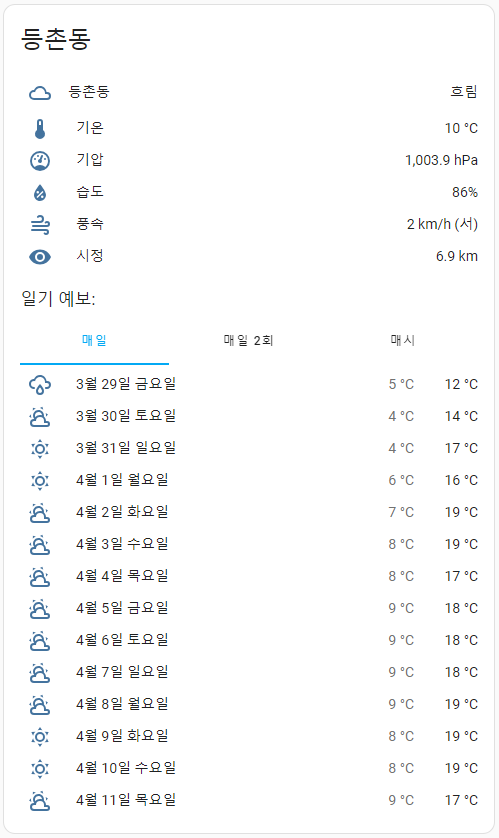 등촌동
등촌동 흐림
기온 10 °C
기압 1,003.9 hPa
습도 86%
풍속 2 km/h (서)
시정 6.9 km
일기 예보:
매일 매일 2회 매시
3월 29일 금요일 5 °C 12 °C
3월 30일 토요일 4 °C 14 °C
3월 31일 일요일 4 °C 17 °C
4월 1일 월요일 6 °C 16 °C
4월 2일 화요일 7 °C 19 °C
4월 3일 수요일 8 °C 19 °C
4월 4일 목요일 8 °C 17 °C
4월 5일 금요일 9 °C 18 °C
4월 6일 토요일 9 °C 18 °C
4월 7일 일요일 9 °C 18 °C
4월 8일 월요일 9 °C 19 °C
4월 9일 화요일 8 °C 19 °C
4월 10일 수요일 8 °C 19 °C
4월 11일 목요일 9 °C 17 °C